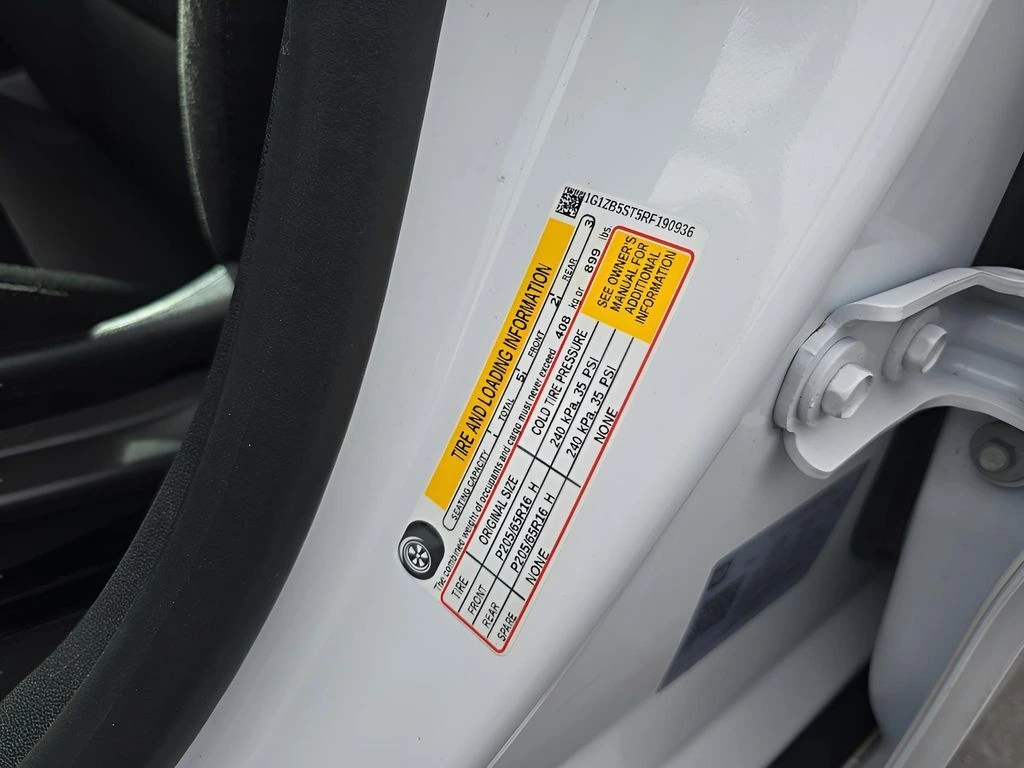 1G1ZB5ST5RF190936
TIRE AND LOADING INFORMATION
SEATING CAPACITY TOTAL 5 FRONT 2 REAR 3
The combined weight of occupants and cargo must never exceed 408 kg or 899 lbs.
TIRE ORIGINAL SIZE COLD TIRE PRESSURE
FRONT P205/65R16 H 240 KPA, 35 PSI
REAR P205/65R16 H 240 KPA, 35 PSI
SPARE NONE NONE
SEE OWNER'S
MANUAL FOR
ADDITIONAL
INFORMATION